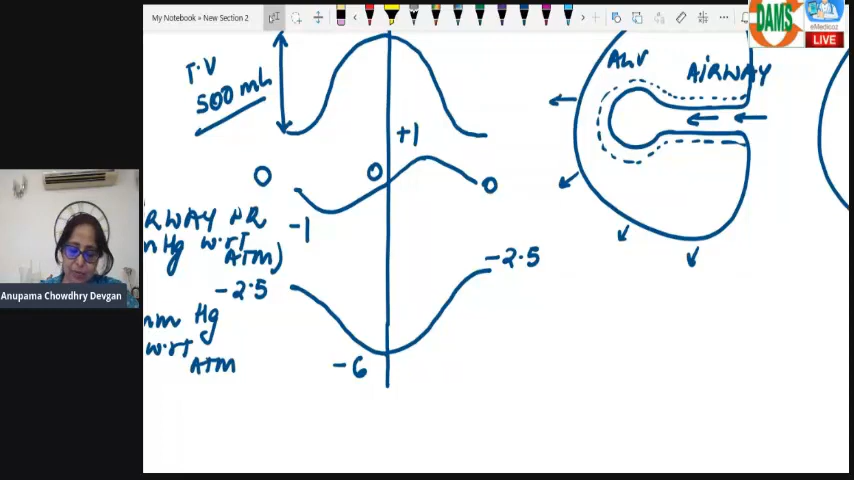 My Notebook > New Section 2
DAMS
eMedicoz
LIVE
T.V
500 ml
ALV
AIRWAY
+1
0
0
0
-1
RWAY PR
mHg w.r.t
ATM)
-2.5
-2.5
mm Hg
w.r.t
ATM
-6
Anupama Chowdhry Devgan